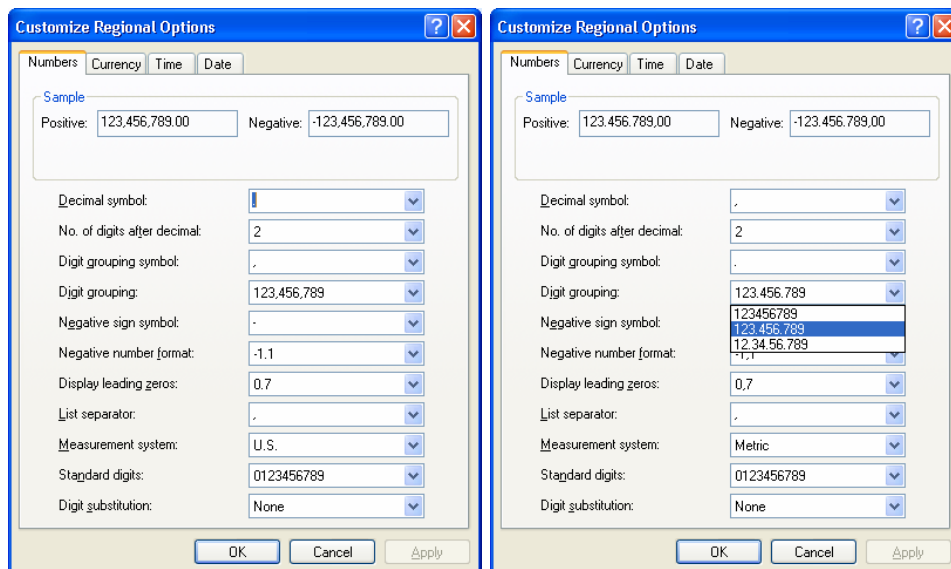 Customize Regional Options
Numbers Currency Time Date
Sample
Positive: 123,456,789.00 Negative: -123,456,789.00
Decimal symbol: .
No. of digits after decimal: 2
Digit grouping symbol: ,
Digit grouping: 123,456,789
Negative sign symbol: -
Negative number format: -1.1
Display leading zeros: 0.7
List separator: ,
Measurement system: U.S.
Standard digits: 0123456789
Digit substitution: None
OK Cancel Apply
Customize Regional Options
Numbers Currency Time Date
Sample
Positive: 123.456.789,00 Negative: -123.456.789,00
Decimal symbol: ,
No. of digits after decimal: 2
Digit grouping symbol: .
Digit grouping: 123.456.789
123456789
Negative sign symbol: 123.456.789
12.34.56.789
Negative number format: -1,1
Display leading zeros: 0,7
List separator: ,
Measurement system: Metric
Standard digits: 0123456789
Digit substitution: None
OK Cancel Apply